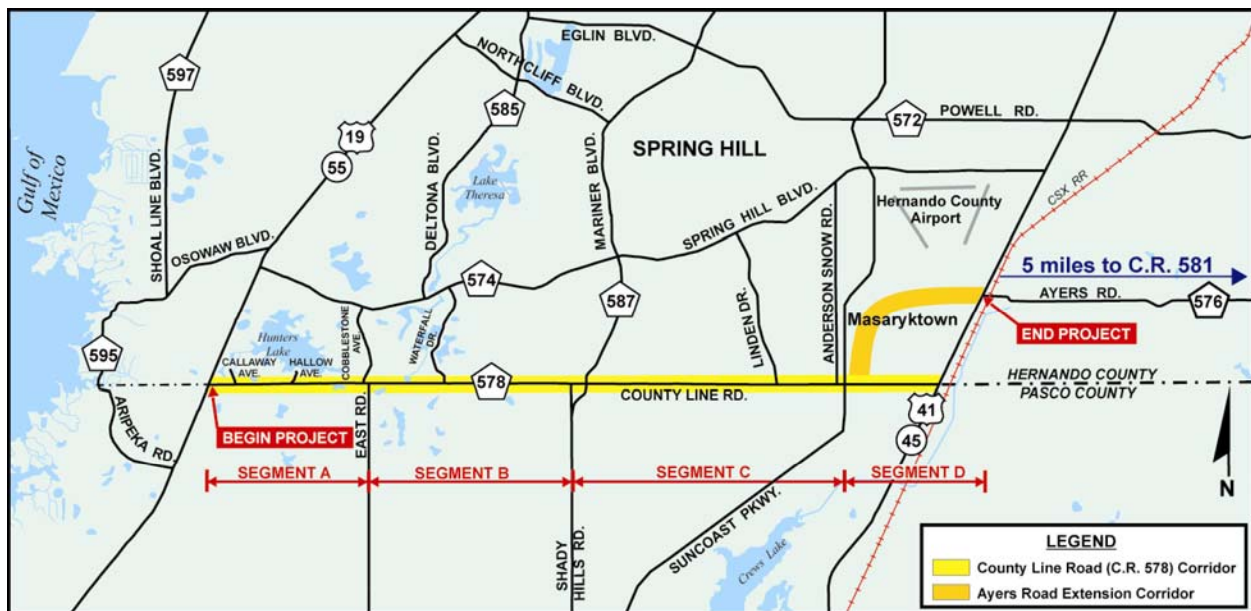 EGLIN BLVD.
NORTHCLIFF BLVD.
597
585
19
55
572
POWELL RD.
SPRING HILL
Gulf of
Mexico
SHOAL LINE BLVD.
OSOWAW BLVD.
DELTONA BLVD.
Lake
Theresa
MARINER BLVD.
SPRING HILL BLVD.
ANDERSON SNOW RD.
Hernando County
Airport
CSX RR
5 miles to C.R. 581
AYERS RD.
576
574
587
595
Hunters
Lake
CALLAWAY
AVE.
HALLOW
AVE.
COBBLESTONE
AVE.
WATERFALL
DR.
LINDEN DR.
Masaryktown
END PROJECT
578
COUNTY LINE RD.
HERNANDO COUNTY
PASCO COUNTY
ARIPEKA RD.
BEGIN PROJECT
EAST RD.
41
45
SEGMENT A
SEGMENT B
SEGMENT C
SEGMENT D
SHADY
HILLS RD.
SUNCOAST PKWY.
Crews Lake
N
LEGEND
County Line Road (C.R. 578) Corridor
Ayers Road Extension Corridor